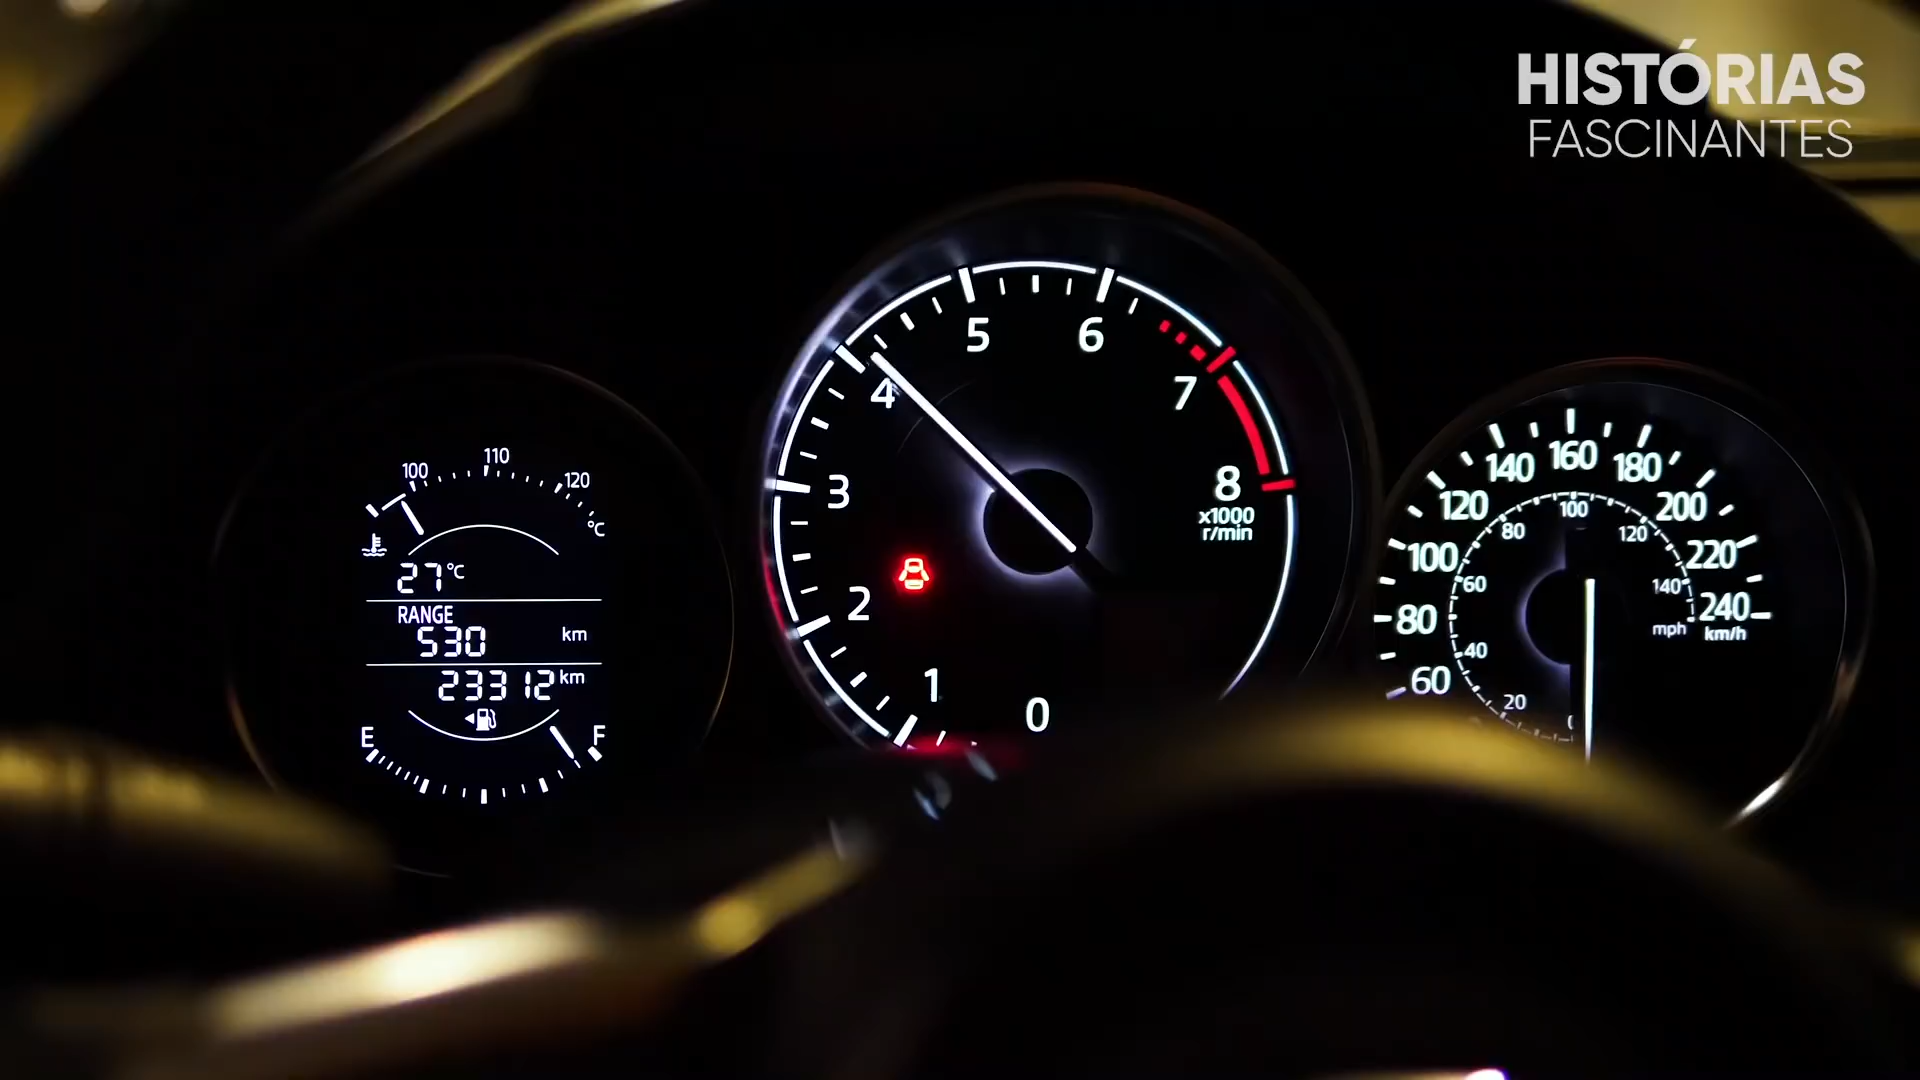 HISTÓRIAS
FASCINANTES
100
110
120
°C
27°C
RANGE
530 km
23312 km
E
F
0
1
2
3
4
5
6
7
8
x1000
r/min
60
80
100
120
140
160
180
200
220
240
km/h
20
40
60
80
100
120
140
mph